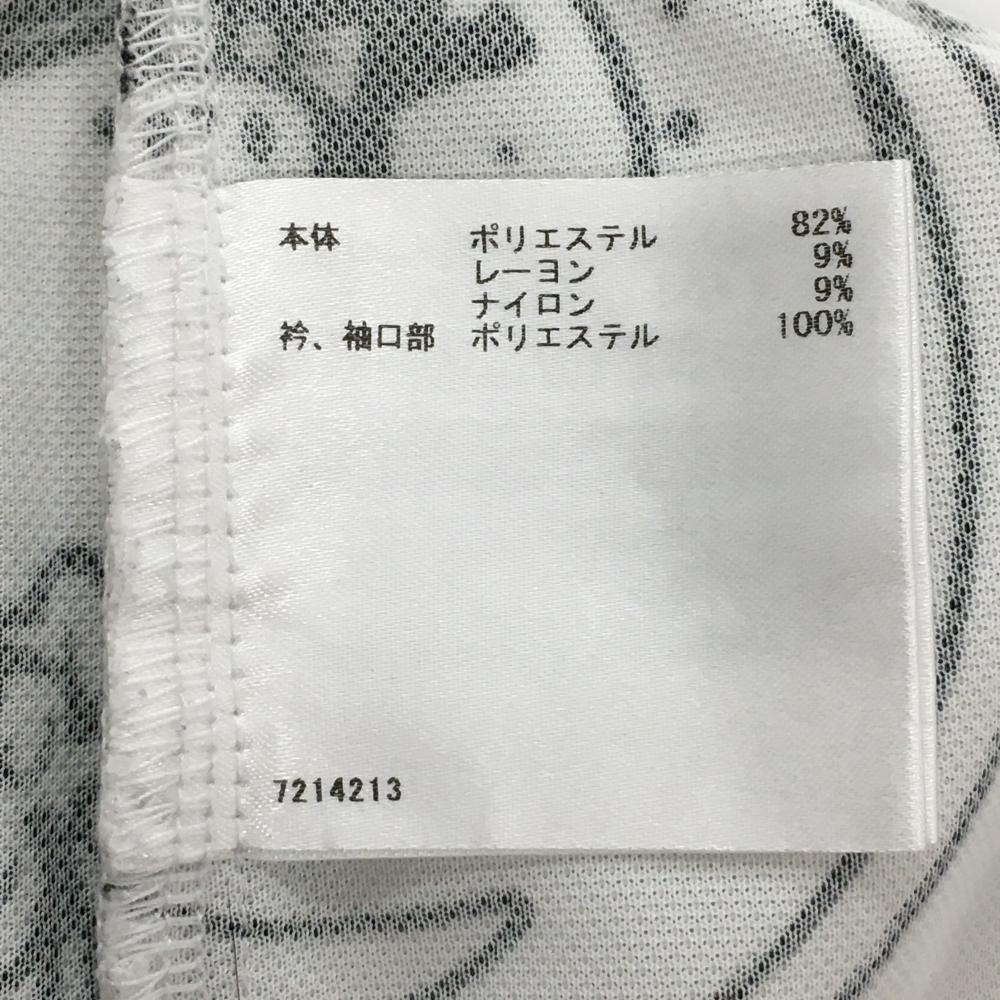 本体 ポリエステル 82%
レーヨン 9%
ナイロン 9%
衿、袖口部 ポリエステル 100%
7214213